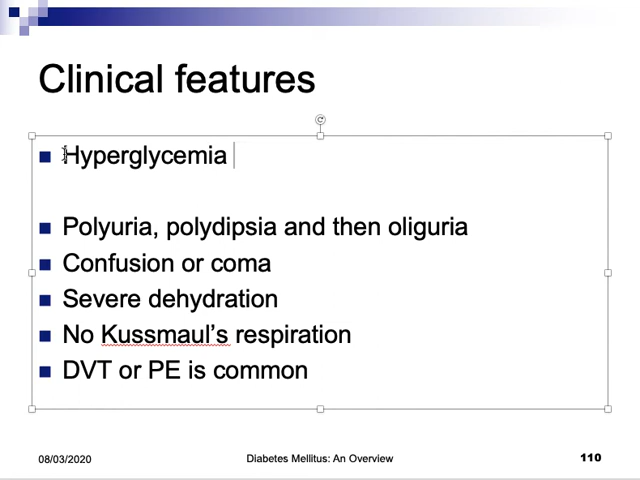 Clinical features
Hyperglycemia
Polyuria, polydipsia and then oliguria
Confusion or coma
Severe dehydration
No Kussmaul’s respiration
DVT or PE is common
08/03/2020
Diabetes Mellitus: An Overview
110